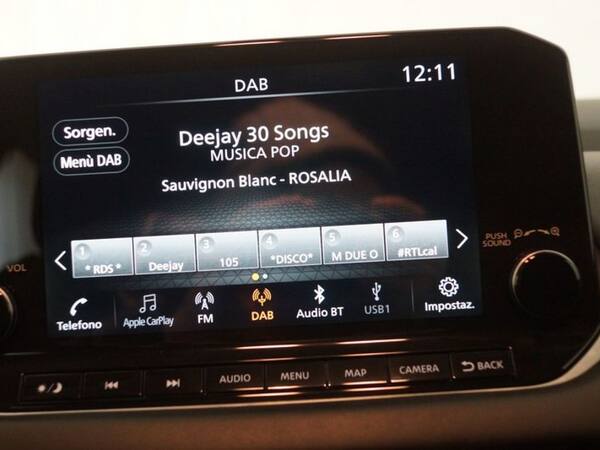 DAB
12:11
Sorgen.
Menù DAB
Deejay 30 Songs
MUSICA POP
Sauvignon Blanc - ROSALIA
1 2 3 4 5 6
*RDS* Deejay 105 *DISCO* M DUE O #RTLcal
Telefono Apple CarPlay FM DAB Audio BT USB1 Impostaz.
VOL
PUSH
SOUND
AUDIO MENU MAP CAMERA BACK